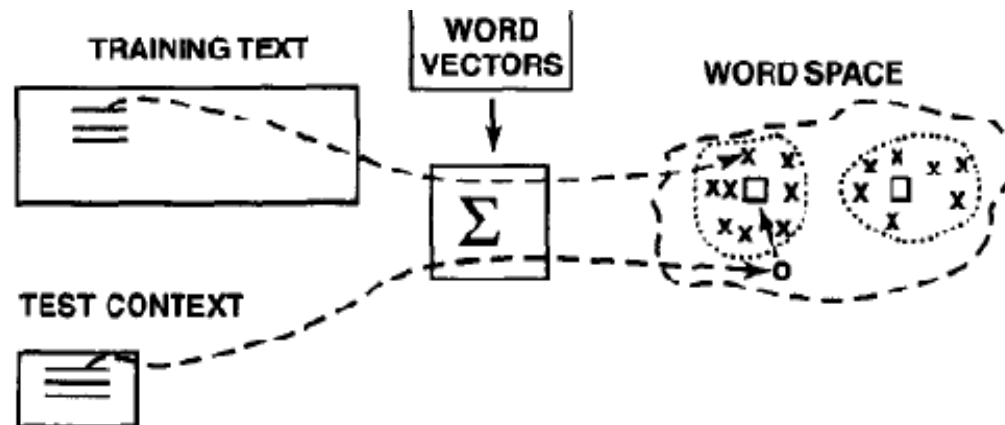 TRAINING TEXT
WORD
VECTORS
WORD SPACE
Σ
x x
x x x
x x x
x x x
x x
x
o
TEST CONTEXT